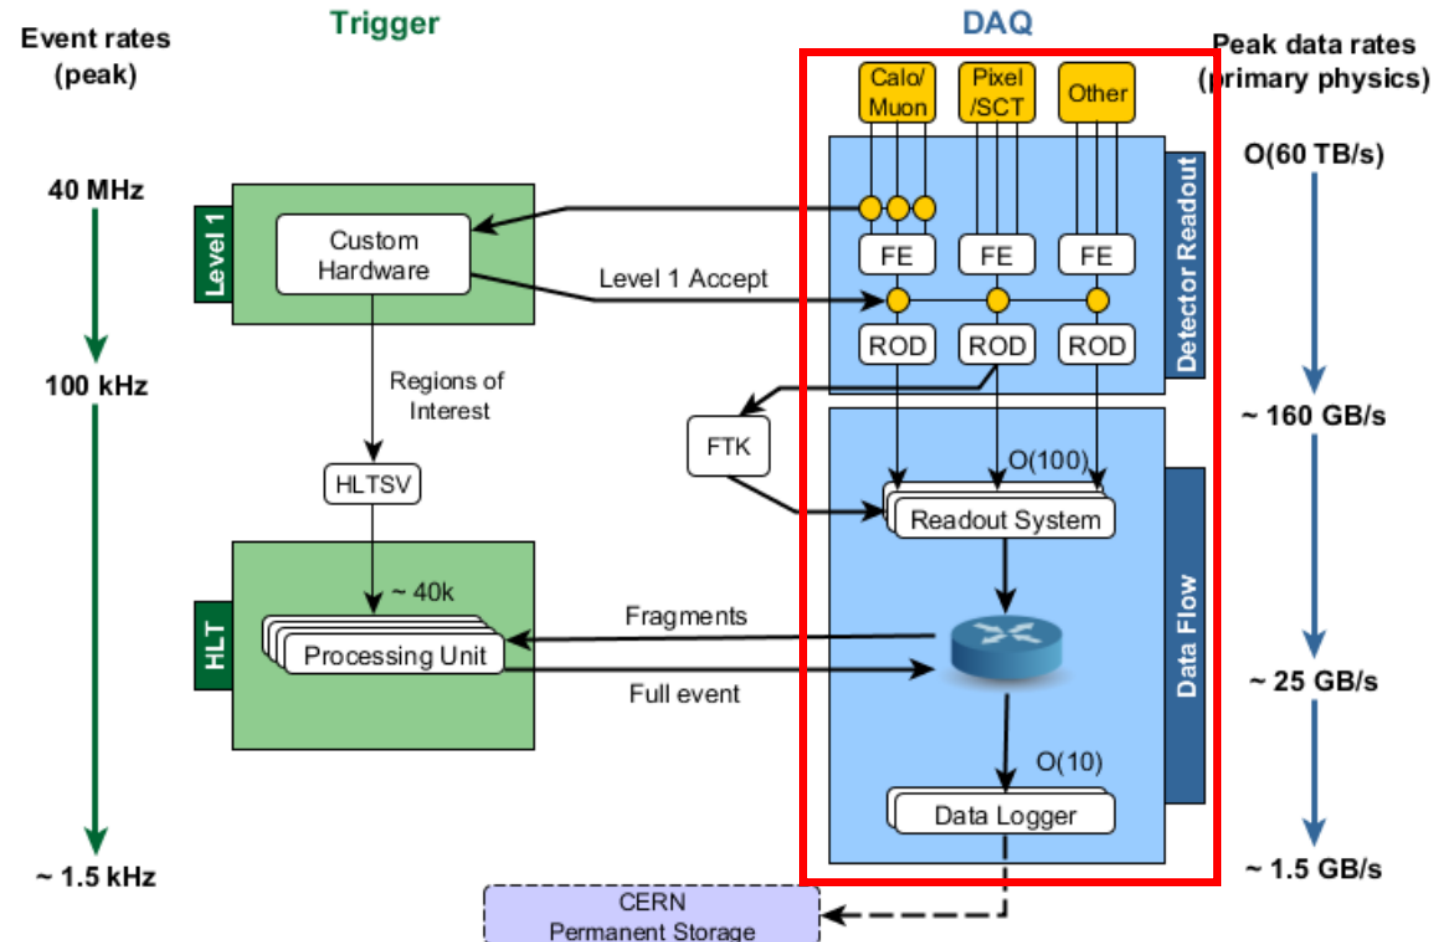 Trigger
DAQ
Event rates
(peak)
Peak data rates
(primary physics)
Calo/
Muon
Pixel
/SCT
Other
40 MHz
O(60 TB/s)
Level 1
Custom
Hardware
FE
FE
FE
Detector Readout
Level 1 Accept
ROD
ROD
ROD
100 kHz
Regions of
Interest
~ 160 GB/s
FTK
O(100)
HLTSV
Readout System
~ 40k
HLT
Processing Unit
Fragments
Full event
Data Flow
~ 25 GB/s
O(10)
Data Logger
~ 1.5 kHz
~ 1.5 GB/s
CERN
Permanent Storage